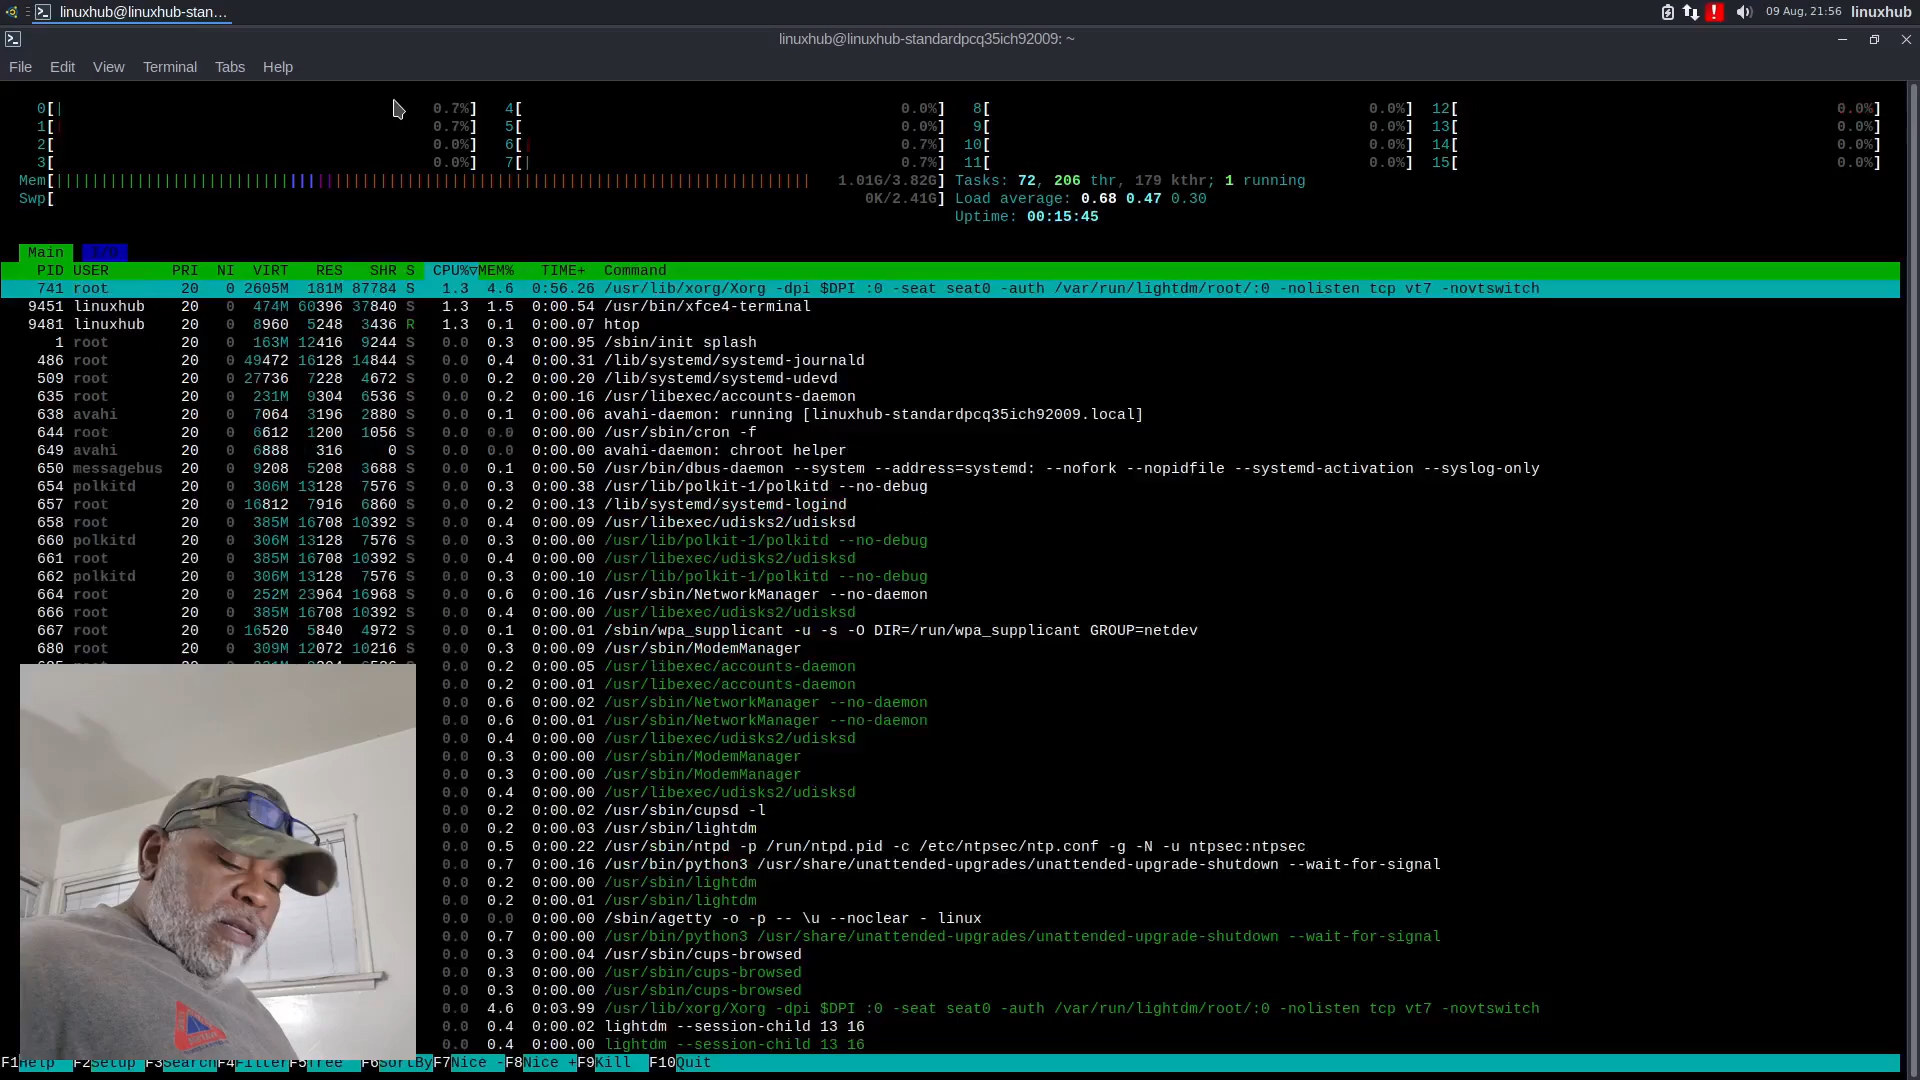 linuxhub@linuxhub-stan…
09 Aug, 21:56 linuxhub
linuxhub@linuxhub-standardpcq35ich92009: ~
File Edit View Terminal Tabs Help
0[| 0.7%] 4[ 0.0%] 8[ 0.0%] 12[ 0.0%]
1[ 0.7%] 5[ 0.0%] 9[ 0.0%] 13[ 0.0%]
2[ 0.0%] 6[ 0.7%] 10[ 0.0%] 14[ 0.0%]
3[ 0.0%] 7[| 0.7%] 11[ 0.0%] 15[ 0.0%]
Mem[ 1.01G/3.82G] Tasks: 72, 206 thr, 179 kthr; 1 running
Swp[ 0K/2.41G] Load average: 0.68 0.47 0.30
Uptime: 00:15:45
Main I/O
PID USER PRI NI VIRT RES SHR S CPU%▽MEM% TIME+ Command
741 root 20 0 2605M 181M 87784 S 1.3 4.6 0:56.26 /usr/lib/xorg/Xorg -dpi $DPI :0 -seat seat0 -auth /var/run/lightdm/root/:0 -nolisten tcp vt7 -novtswitch
9451 linuxhub 20 0 474M 60396 37840 S 1.3 1.5 0:00.54 /usr/bin/xfce4-terminal
9481 linuxhub 20 0 8960 5248 3436 R 1.3 0.1 0:00.07 htop
1 root 20 0 163M 12416 9244 S 0.0 0.3 0:00.95 /sbin/init splash
486 root 20 0 49472 16128 14844 S 0.0 0.4 0:00.31 /lib/systemd/systemd-journald
509 root 20 0 27736 7228 4672 S 0.0 0.2 0:00.20 /lib/systemd/systemd-udevd
635 root 20 0 231M 9304 6536 S 0.0 0.2 0:00.16 /usr/libexec/accounts-daemon
638 avahi 20 0 7064 3196 2880 S 0.0 0.1 0:00.06 avahi-daemon: running [linuxhub-standardpcq35ich92009.local]
644 root 20 0 6612 1200 1056 S 0.0 0.0 0:00.00 /usr/sbin/cron -f
649 avahi 20 0 6888 316 0 S 0.0 0.0 0:00.00 avahi-daemon: chroot helper
650 messagebus 20 0 9208 5208 3688 S 0.0 0.1 0:00.50 /usr/bin/dbus-daemon --system --address=systemd: --nofork --nopidfile --systemd-activation --syslog-only
654 polkitd 20 0 306M 13128 7576 S 0.0 0.3 0:00.38 /usr/lib/polkit-1/polkitd --no-debug
657 root 20 0 16812 7916 6860 S 0.0 0.2 0:00.13 /lib/systemd/systemd-logind
658 root 20 0 385M 16708 10392 S 0.0 0.4 0:00.09 /usr/libexec/udisks2/udisksd
660 polkitd 20 0 306M 13128 7576 S 0.0 0.3 0:00.00 /usr/lib/polkit-1/polkitd --no-debug
661 root 20 0 385M 16708 10392 S 0.0 0.4 0:00.00 /usr/libexec/udisks2/udisksd
662 polkitd 20 0 306M 13128 7576 S 0.0 0.3 0:00.10 /usr/lib/polkit-1/polkitd --no-debug
664 root 20 0 252M 23964 16968 S 0.0 0.6 0:00.16 /usr/sbin/NetworkManager --no-daemon
666 root 20 0 385M 16708 10392 S 0.0 0.4 0:00.00 /usr/libexec/udisks2/udisksd
667 root 20 0 16520 5840 4972 S 0.0 0.1 0:00.01 /sbin/wpa_supplicant -u -s -O DIR=/run/wpa_supplicant GROUP=netdev
680 root 20 0 309M 12072 10216 S 0.0 0.3 0:00.09 /usr/sbin/ModemManager
0.0 0.2 0:00.05 /usr/libexec/accounts-daemon
0.0 0.2 0:00.01 /usr/libexec/accounts-daemon
0.0 0.6 0:00.02 /usr/sbin/NetworkManager --no-daemon
0.0 0.6 0:00.01 /usr/sbin/NetworkManager --no-daemon
0.0 0.4 0:00.00 /usr/libexec/udisks2/udisksd
0.0 0.3 0:00.00 /usr/sbin/ModemManager
0.0 0.3 0:00.00 /usr/sbin/ModemManager
0.0 0.4 0:00.00 /usr/libexec/udisks2/udisksd
0.0 0.2 0:00.02 /usr/sbin/cupsd -l
0.0 0.2 0:00.03 /usr/sbin/lightdm
0.0 0.5 0:00.22 /usr/sbin/ntpd -p /run/ntpd.pid -c /etc/ntpsec/ntp.conf -g -N -u ntpsec:ntpsec
0.0 0.7 0:00.16 /usr/bin/python3 /usr/share/unattended-upgrades/unattended-upgrade-shutdown --wait-for-signal
0.0 0.2 0:00.00 /usr/sbin/lightdm
0.0 0.2 0:00.01 /usr/sbin/lightdm
0.0 0.0 0:00.00 /sbin/agetty -o -p -- \u --noclear - linux
0.0 0.7 0:00.00 /usr/bin/python3 /usr/share/unattended-upgrades/unattended-upgrade-shutdown --wait-for-signal
0.0 0.3 0:00.04 /usr/sbin/cups-browsed
0.0 0.3 0:00.00 /usr/sbin/cups-browsed
0.0 0.3 0:00.00 /usr/sbin/cups-browsed
0.0 4.6 0:03.99 /usr/lib/xorg/Xorg -dpi $DPI :0 -seat seat0 -auth /var/run/lightdm/root/:0 -nolisten tcp vt7 -novtswitch
0.0 0.4 0:00.02 lightdm --session-child 13 16
0.0 0.4 0:00.00 lightdm --session-child 13 16
F1Help F2Setup F3SearchF4FilterF5Tree F6SortByF7Nice -F8Nice +F9Kill F10Quit